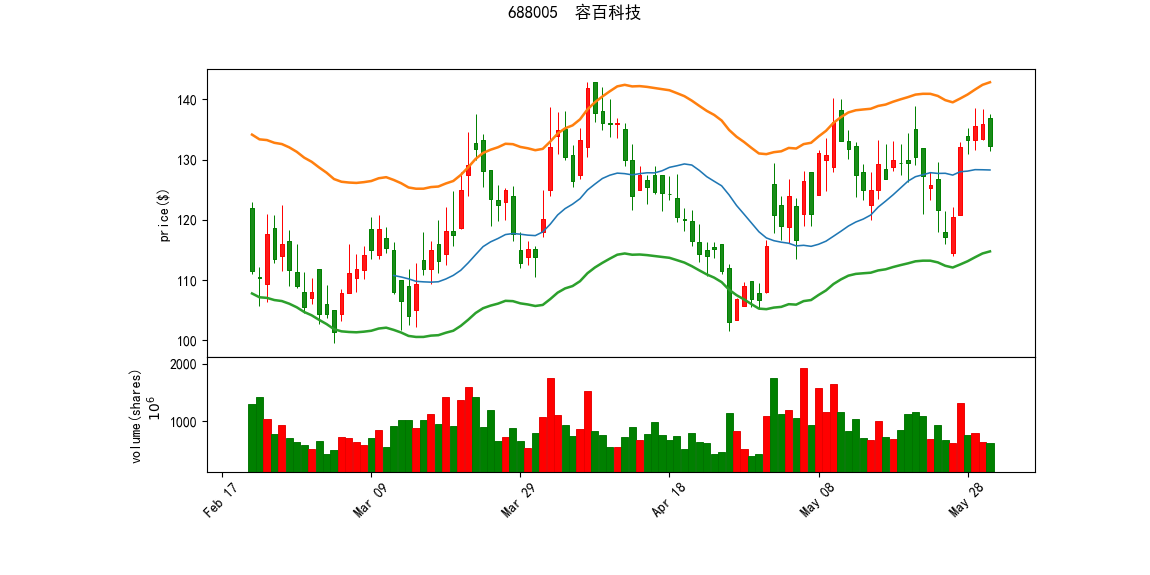 688005 容百科技
140
130
120
110
100
price($)
2000
1000
volume(shares)
10^6
Feb 17
Mar 09
Mar 29
Apr 18
May 08
May 28